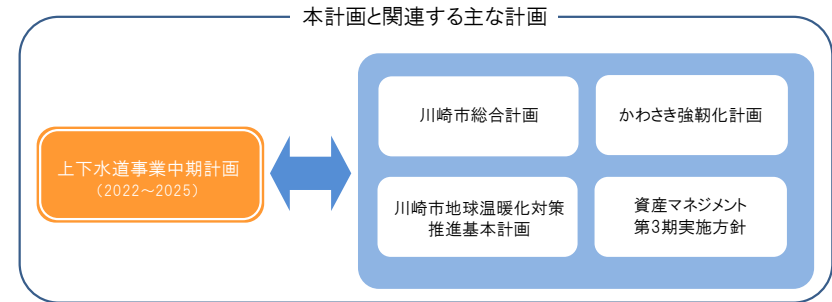 本計画と関連する主な計画
上下水道事業中期計画
（2022～2025）
川崎市総合計画
かわさき強靭化計画
川崎市地球温暖化対策
推進基本計画
資産マネジメント
第3期実施方針